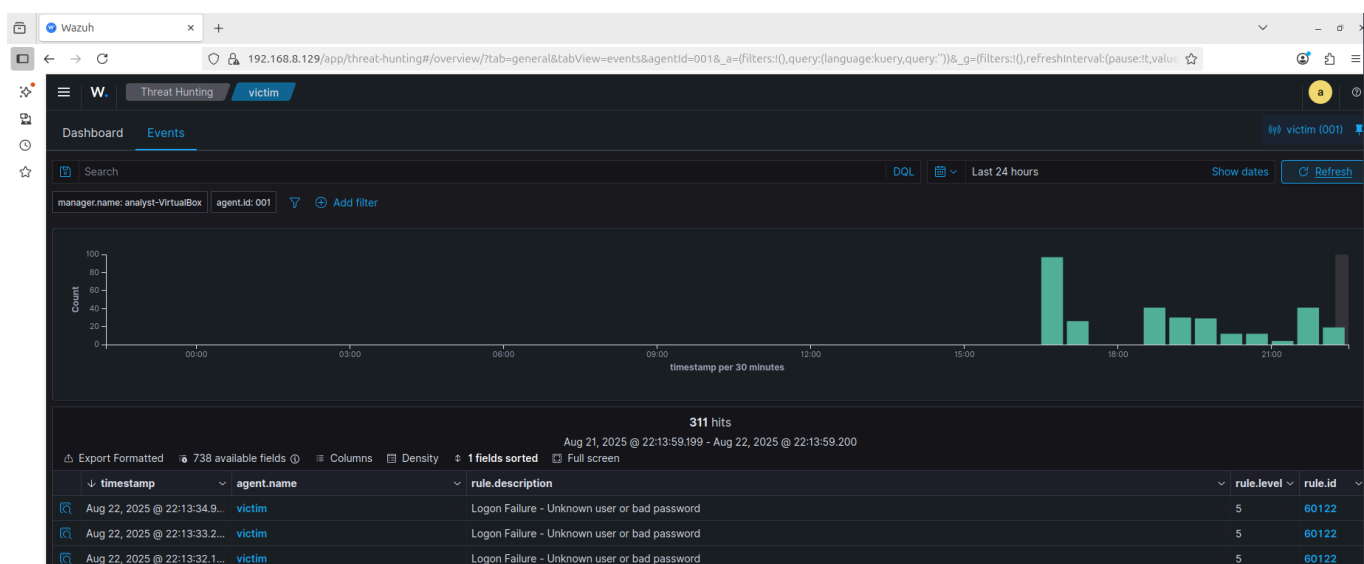 Wazuh
192.168.8.129/app/threat-hunting#/overview/?tab=general&tabView=events&agentId=001&_a=(filters:!(),query:(language:kuery,query:''))&_g=(filters:!(),refreshInterval:(pause:!t,value
W. Threat Hunting victim a
Dashboard Events victim (001)
Search DQL Last 24 hours Show dates Refresh
manager.name: analyst-VirtualBox agent.id: 001 Add filter
Count
100
80
60
40
20
0
00:00 03:00 06:00 09:00 12:00 15:00 18:00 21:00
timestamp per 30 minutes
311 hits
Aug 21, 2025 @ 22:13:59.199 - Aug 22, 2025 @ 22:13:59.200
Export Formatted 738 available fields Columns Density 1 fields sorted Full screen
timestamp agent.name rule.description rule.level rule.id
Aug 22, 2025 @ 22:13:34.9... victim Logon Failure - Unknown user or bad password 5 60122
Aug 22, 2025 @ 22:13:33.2... victim Logon Failure - Unknown user or bad password 5 60122
Aug 22, 2025 @ 22:13:32.1... victim Logon Failure - Unknown user or bad password 5 60122